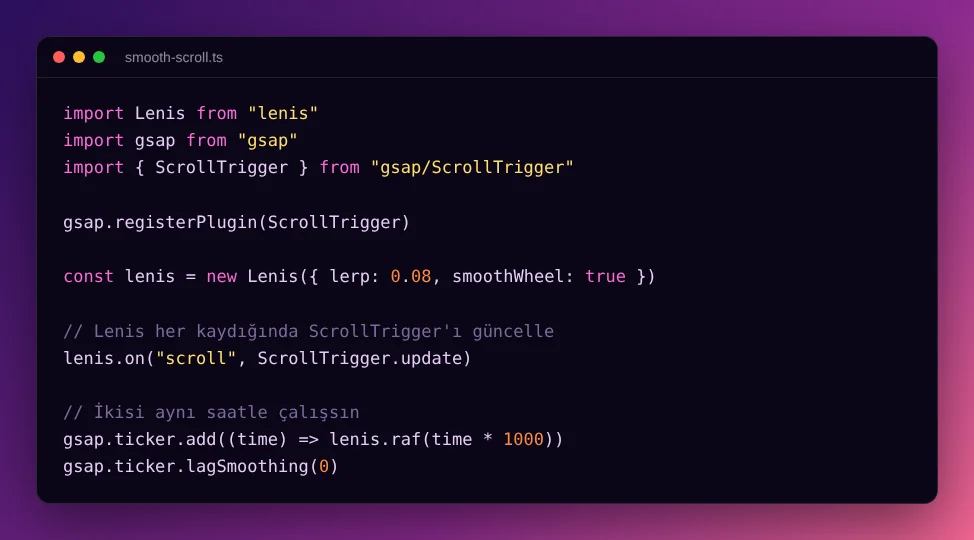 smooth-scroll.ts
import Lenis from "lenis"
import gsap from "gsap"
import { ScrollTrigger } from "gsap/ScrollTrigger"
gsap.registerPlugin(ScrollTrigger)
const lenis = new Lenis({ lerp: 0.08, smoothWheel: true })
// Lenis her kaydığında ScrollTrigger'ı güncelle
lenis.on("scroll", ScrollTrigger.update)
// İkisi aynı saatle çalışsın
gsap.ticker.add((time) => lenis.raf(time * 1000))
gsap.ticker.lagSmoothing(0)